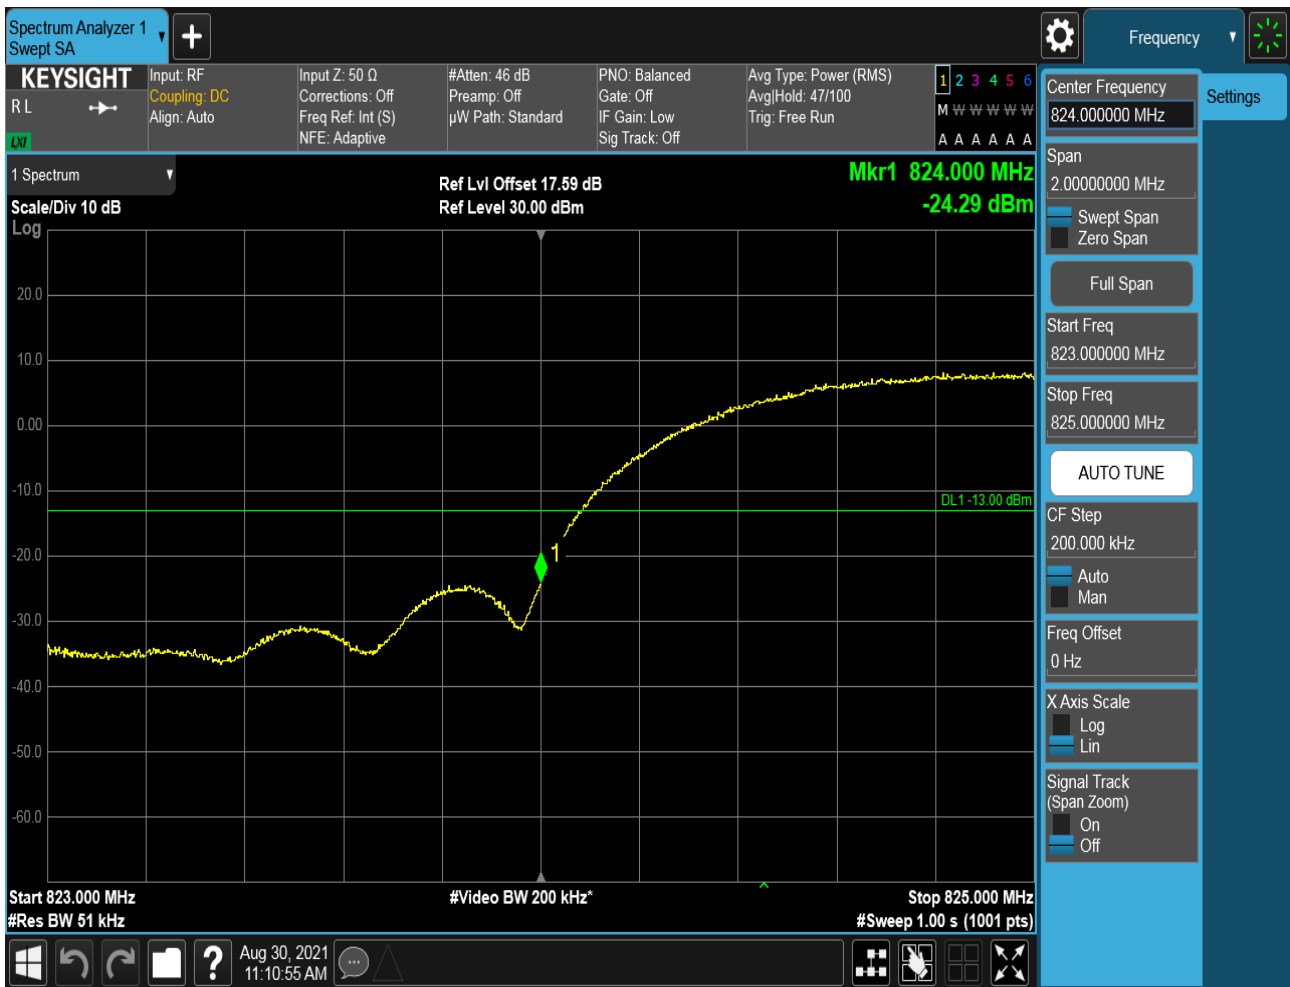 Spectrum Analyzer 1
Swept SA
Frequency
KEYSIGHT
R L
LXI
Input: RF
Coupling: DC
Align: Auto
Input Z: 50 Ω
Corrections: Off
Freq Ref: Int (S)
NFE: Adaptive
#Atten: 46 dB
Preamp: Off
µW Path: Standard
PNO: Balanced
Gate: Off
IF Gain: Low
Sig Track: Off
Avg Type: Power (RMS)
Avg|Hold: 47/100
Trig: Free Run
1 2 3 4 5 6
M W W W W W
A A A A A A
1 Spectrum
Scale/Div 10 dB
Log
Ref Lvl Offset 17.59 dB
Ref Level 30.00 dBm
Mkr1 824.000 MHz
-24.29 dBm
20.0
10.0
0.00
-10.0
-20.0
-30.0
-40.0
-50.0
-60.0
DL1 -13.00 dBm
1
Start 823.000 MHz
#Res BW 51 kHz
#Video BW 200 kHz*
Stop 825.000 MHz
#Sweep 1.00 s (1001 pts)
Center Frequency
824.000000 MHz
Span
2.00000000 MHz
Swept Span
Zero Span
Full Span
Start Freq
823.000000 MHz
Stop Freq
825.000000 MHz
AUTO TUNE
CF Step
200.000 kHz
Auto
Man
Freq Offset
0 Hz
X Axis Scale
Log
Lin
Signal Track
(Span Zoom)
On
Off
Settings
?
Aug 30, 2021
11:10:55 AM